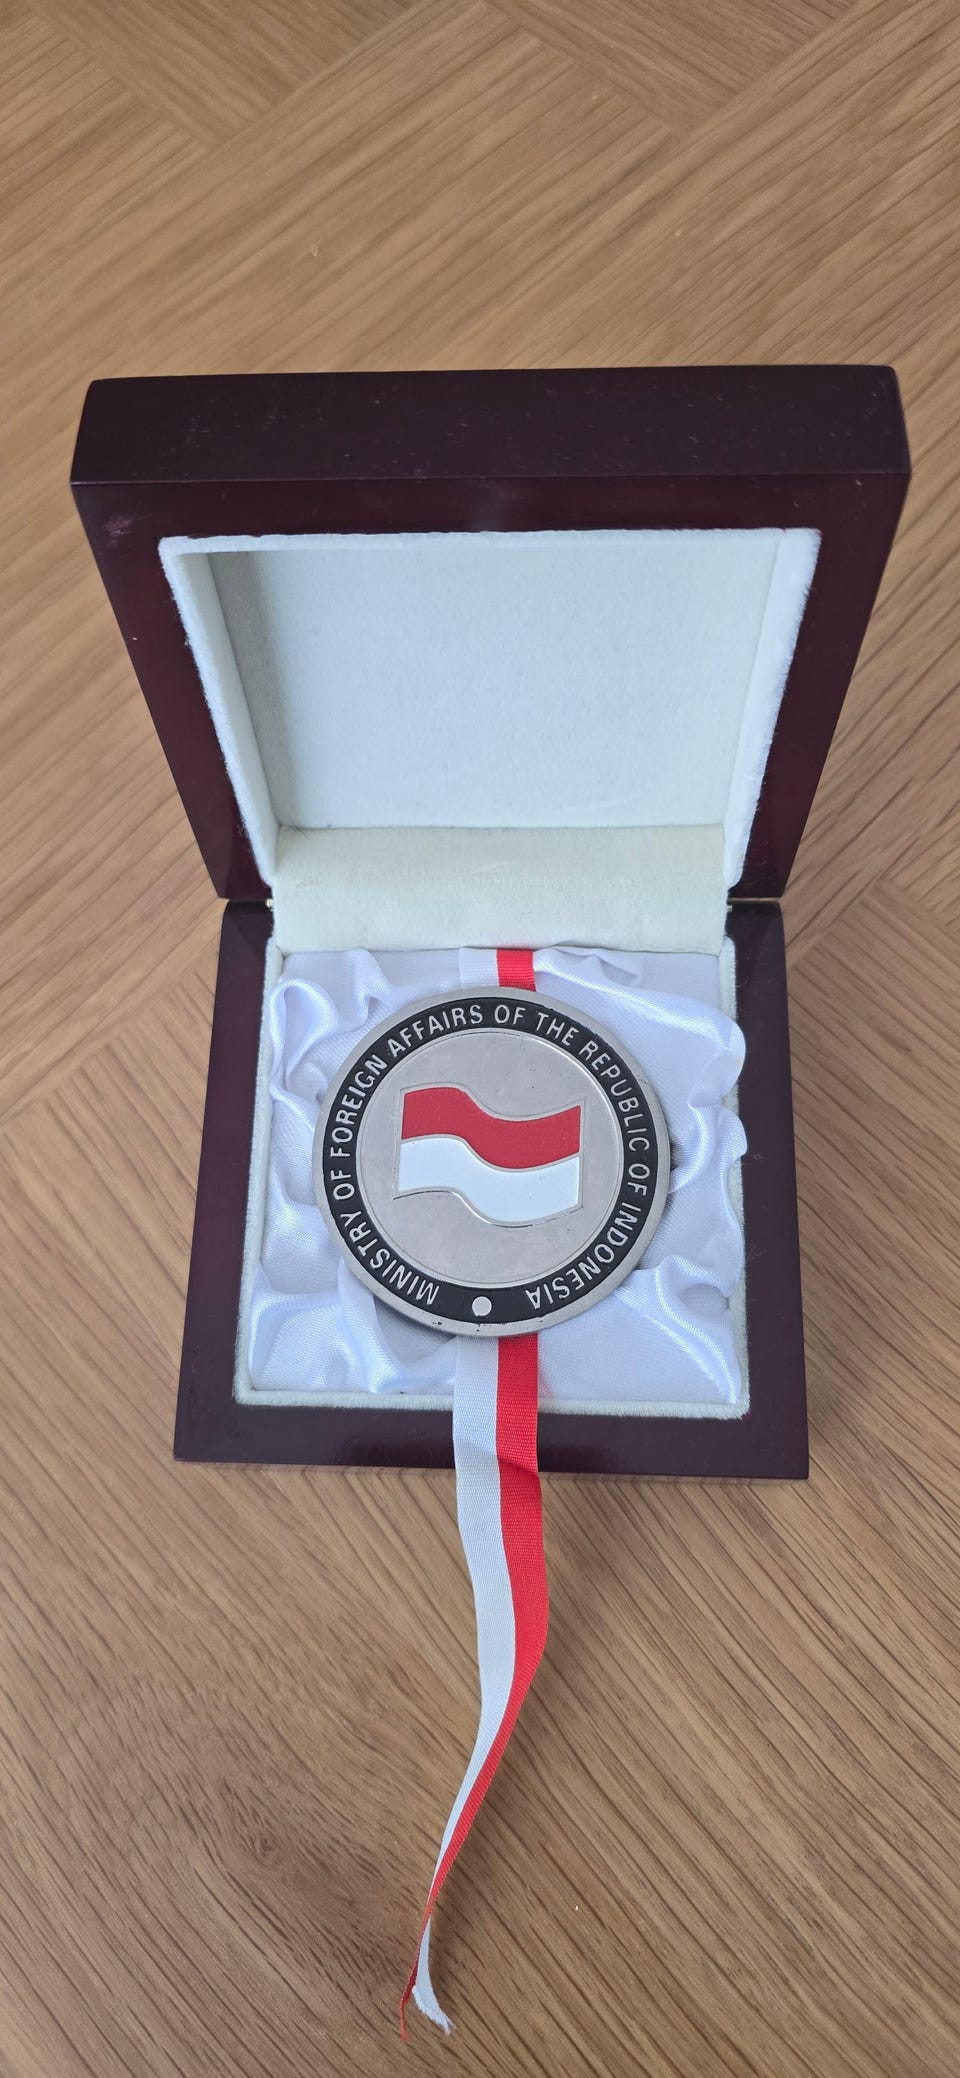 MINISTRY OF FOREIGN AFFAIRS OF THE REPUBLIC OF INDONESIA